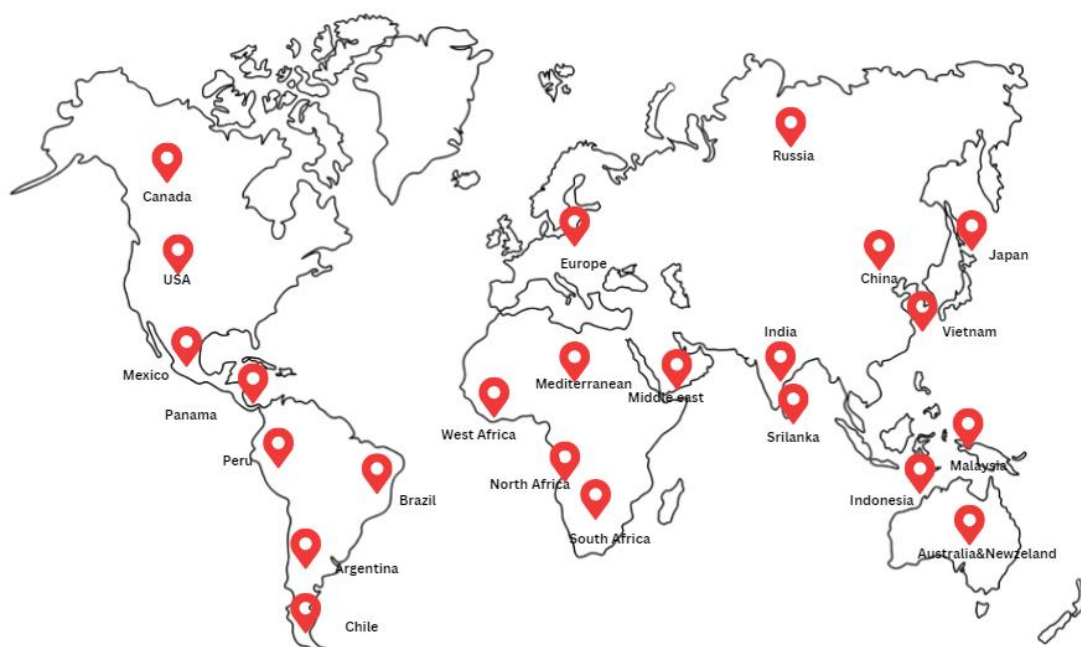 Russia
Canada
Japan
Europe
China
USA
India
Vietnam
Mexico
Mediterranean
Middle east
Panama
West Africa
Srilanka
Peru
Malaysia
North Africa
Brazil
Indonesia
South Africa
Australia&Newzeland
Argentina
Chile